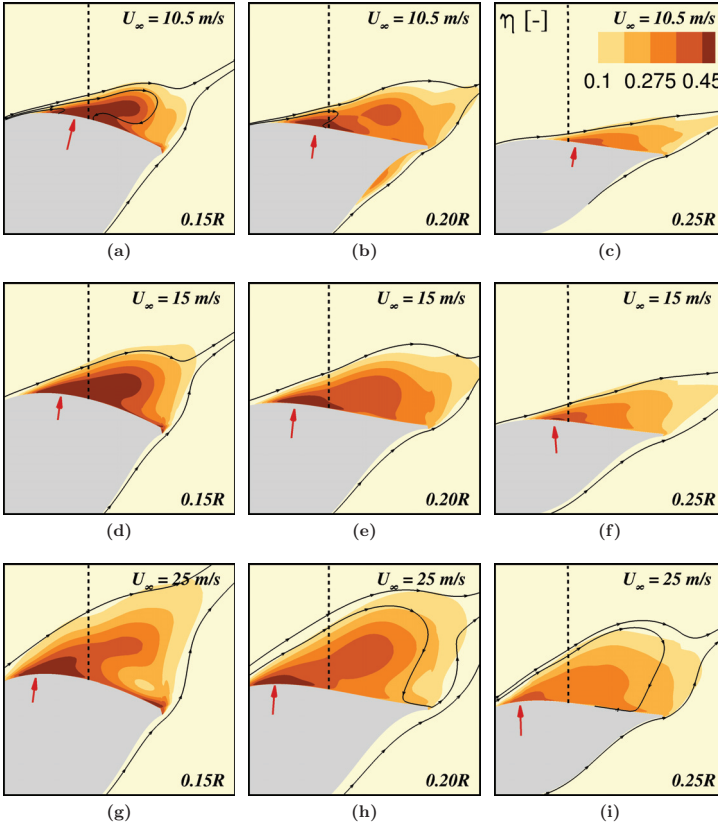 U∞ = 10.5 m/s
0.15R
(a)
U∞ = 10.5 m/s
0.20R
(b)
η [-] U∞ = 10.5 m/s
0.1 0.275 0.45
0.25R
(c)
U∞ = 15 m/s
0.15R
(d)
U∞ = 15 m/s
0.20R
(e)
U∞ = 15 m/s
0.25R
(f)
U∞ = 25 m/s
0.15R
(g)
U∞ = 25 m/s
0.20R
(h)
U∞ = 25 m/s
0.25R
(i)